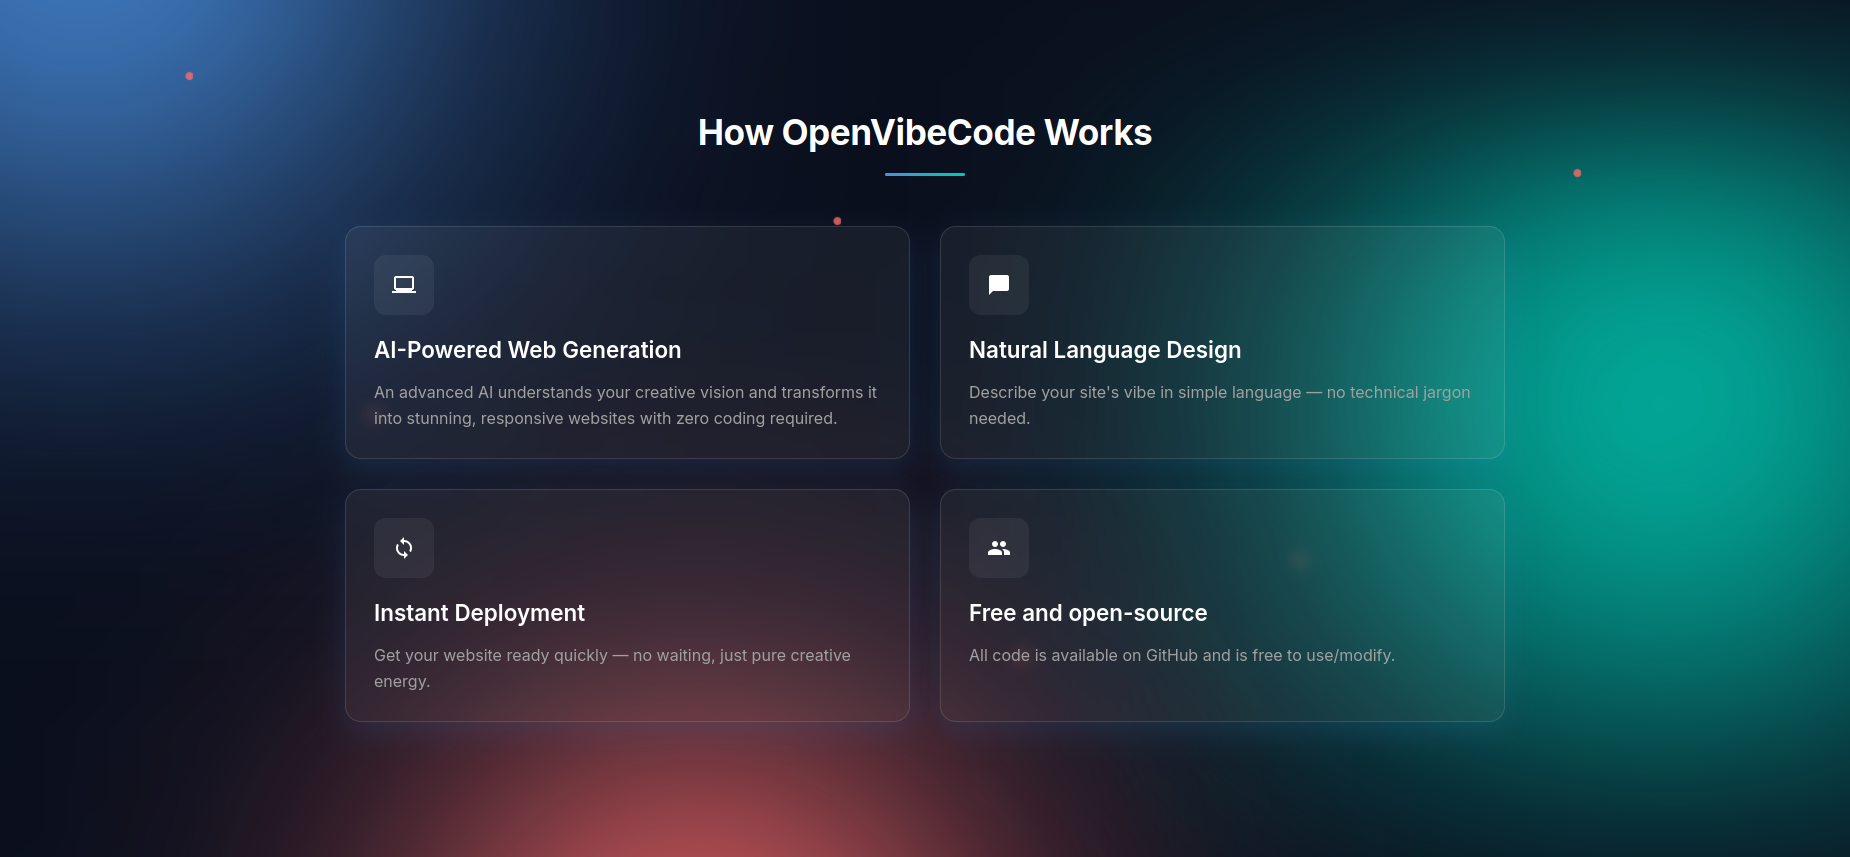 How OpenVibeCode Works
AI-Powered Web Generation
An advanced AI understands your creative vision and transforms it
into stunning, responsive websites with zero coding required.
Natural Language Design
Describe your site's vibe in simple language — no technical jargon
needed.
Instant Deployment
Get your website ready quickly — no waiting, just pure creative
energy.
Free and open-source
All code is available on GitHub and is free to use/modify.